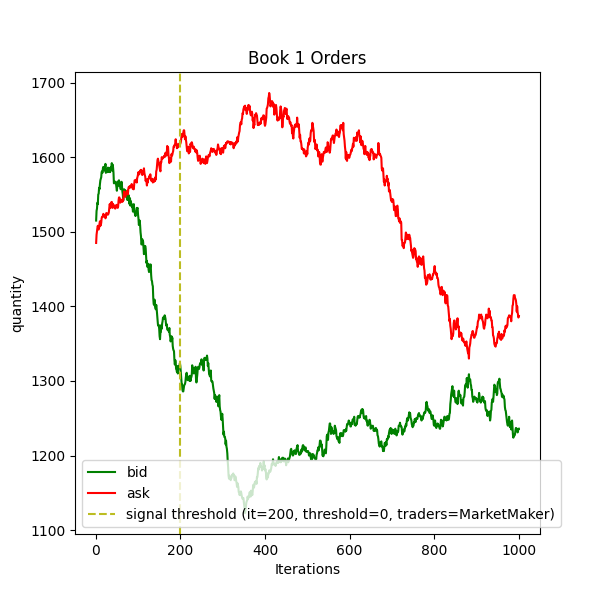 Book 1 Orders
1700
1600
1500
1400
1300
1200
1100
quantity
bid
ask
signal threshold (it=200, threshold=0, traders=MarketMaker)
0 200 400 600 800 1000
Iterations